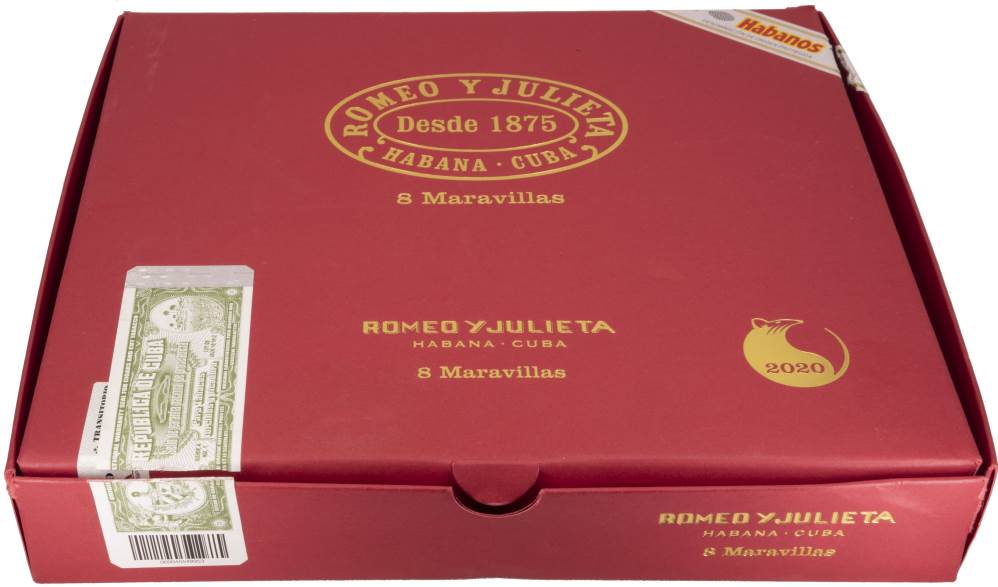 Habanos
ROMEO Y JULIETA
Desde 1875
HABANA · CUBA
8 Maravillas
ROMEO Y JULIETA
HABANA · CUBA
8 Maravillas
2020
REPUBLICA DE CUBA
TRANSITORIO
ROMEO Y JULIETA
HABANA · CUBA
8 Maravillas